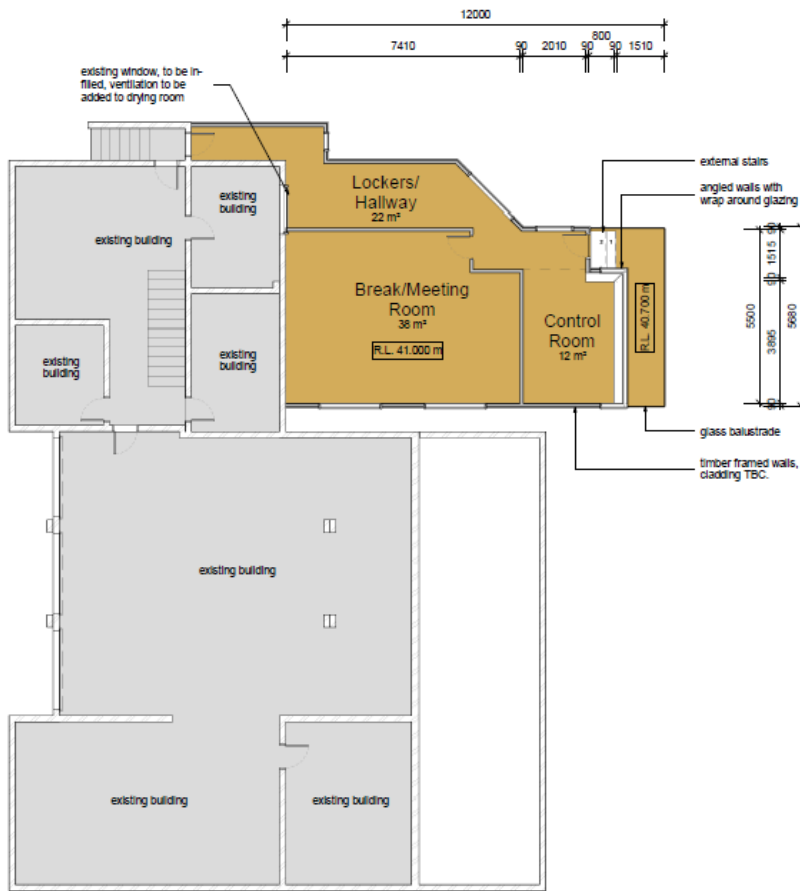 12000
800
7410
90
2010
90
90
1510
existing window, to be in-
filled, ventilation to be
added to drying room
external stairs
angled walls with
wrap around glazing
Lockers/
Hallway
22 m²
existing
building
existing building
Break/Meeting
Room
38 m²
R.L. 41.000 m
Control
Room
12 m²
R.L. 40.700 m
90
1515
90
3895
90
5500
5680
existing
building
existing
building
glass balustrade
timber framed walls,
cladding TBC.
existing building
existing building
existing building